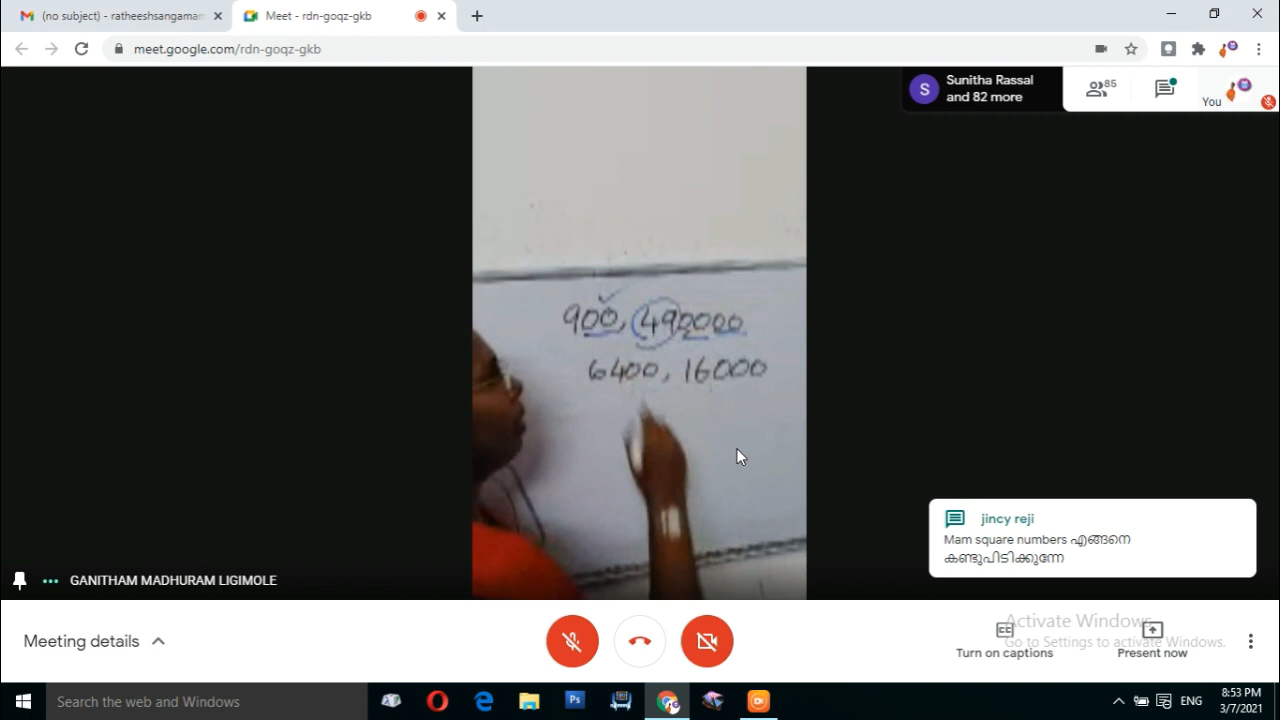 (no subject) - ratheeshsangamam
Meet - rdn-goqz-gkb
meet.google.com/rdn-goqz-gkb
Sunitha Rassal
and 82 more
85
You
900, 490000
6400, 16000
jincy reji
Mam square numbers എങ്ങനെ
കണ്ടുപിടിക്കുന്നേ
GANITHAM MADHURAM LIGIMOLE
Meeting details
Turn on captions
Present now
Activate Windows
Go to Settings to activate Windows.
Search the web and Windows
Ps
ENG
8:53 PM
3/7/2021